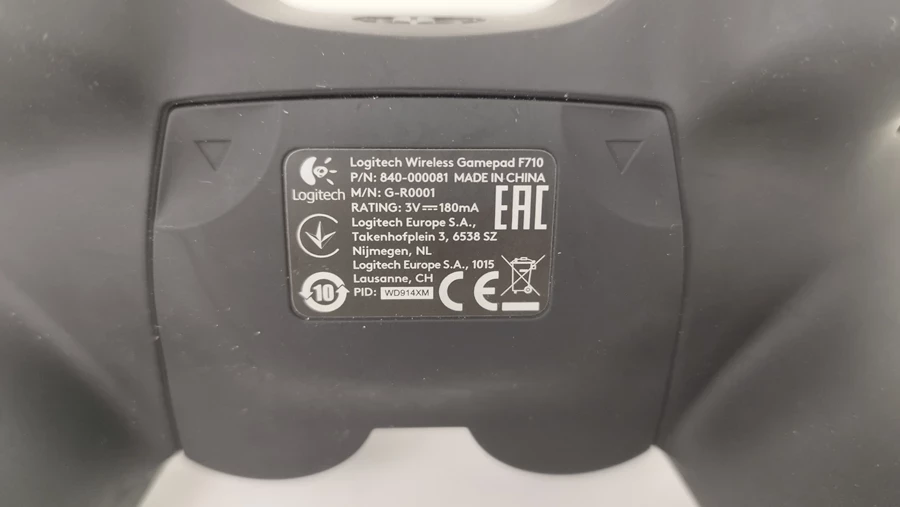 Logitech Wireless Gamepad F710
P/N: 840-000081 MADE IN CHINA
Logitech
M/N: G-R0001
RATING: 3V⎓180mA
EAC
Logitech Europe S.A.,
Takenhofplein 3, 6538 SZ
Nijmegen, NL
Logitech Europe S.A., 1015
Lausanne, CH
10
PID: WD914XM
CE